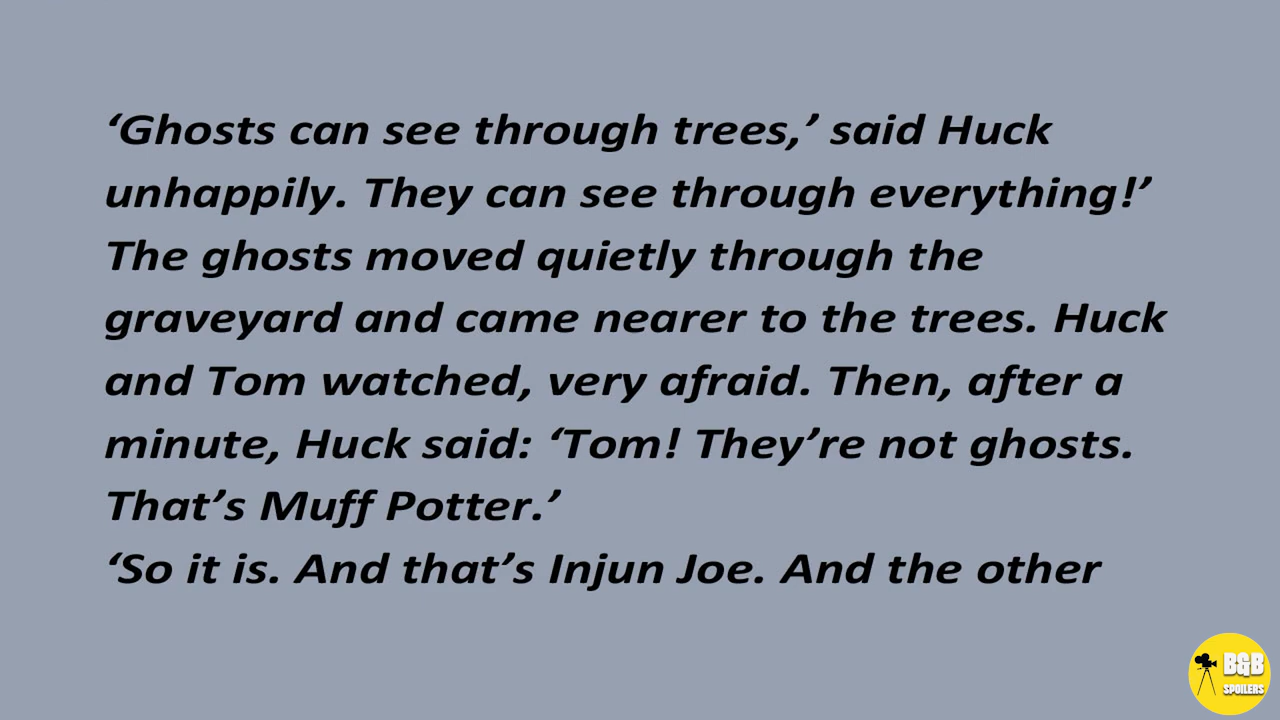 ‘Ghosts can see through trees,’ said Huck
unhappily. They can see through everything!’
The ghosts moved quietly through the
graveyard and came nearer to the trees. Huck
and Tom watched, very afraid. Then, after a
minute, Huck said: ‘Tom! They’re not ghosts.
That’s Muff Potter.’
‘So it is. And that’s Injun Joe. And the other
B&B
SPOILERS